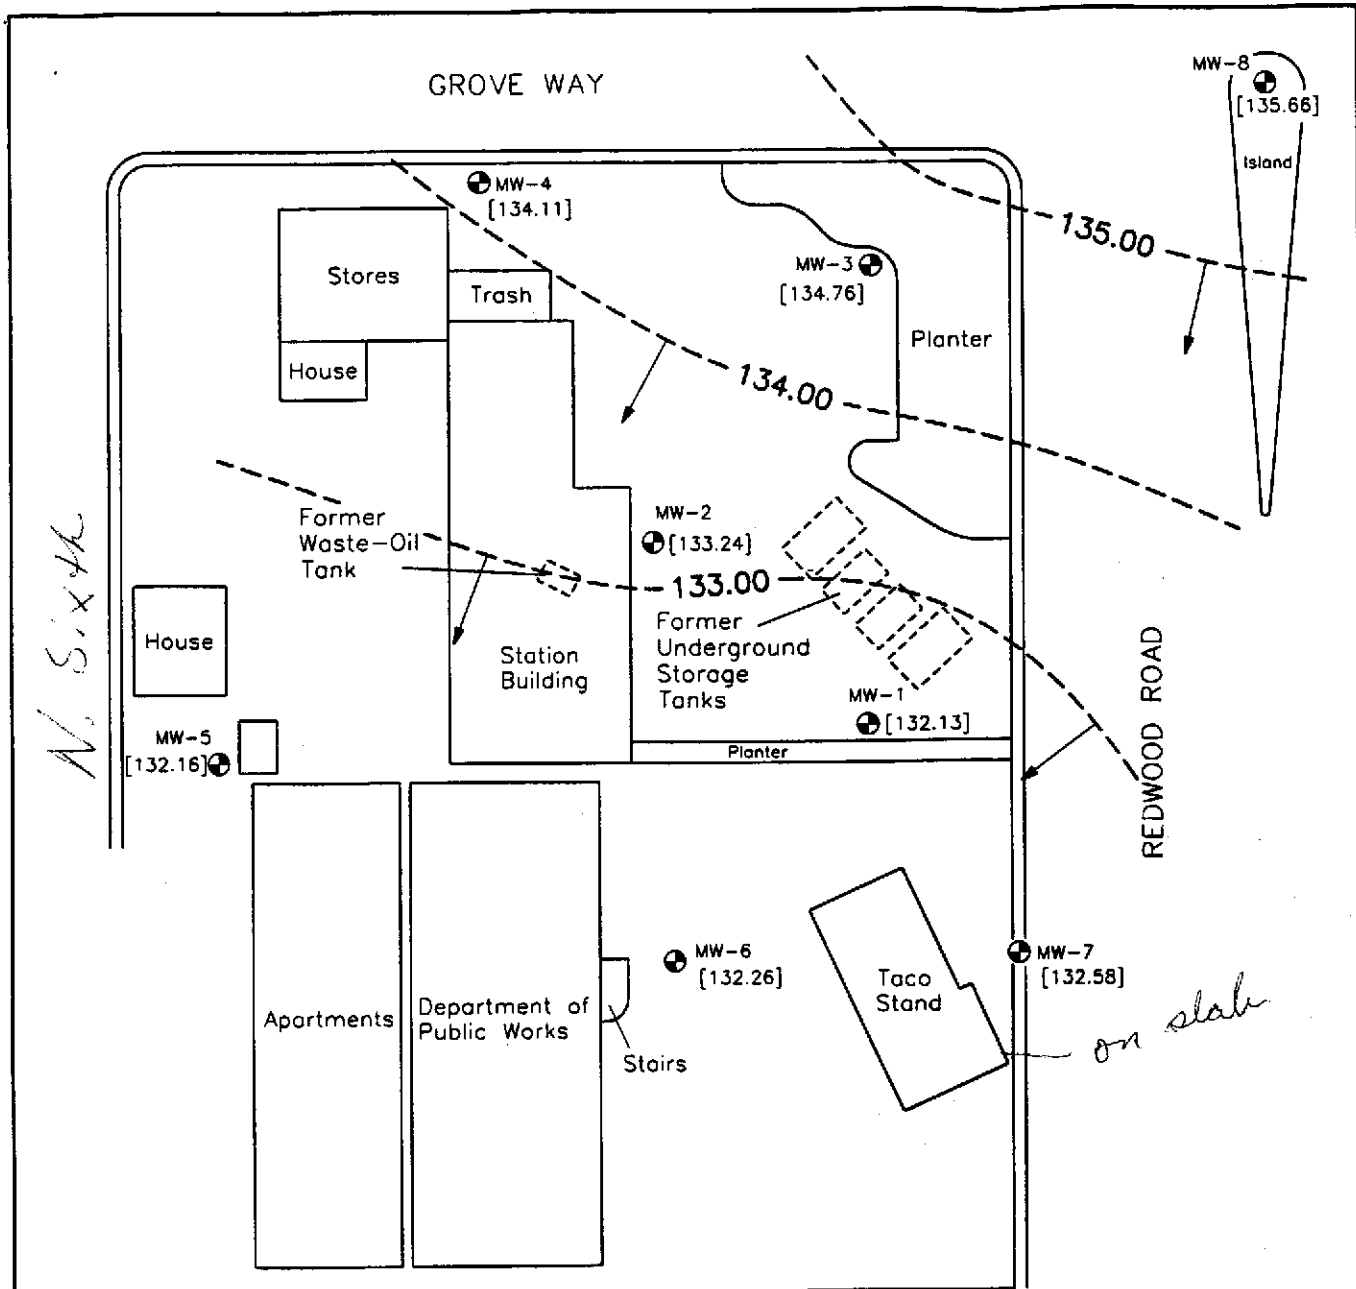 GROVE WAY
MW-8
[135.66]
Island
MW-4
[134.11]
135.00
MW-3
[134.76]
Stores
Trash
Planter
House
134.00
Former
Waste-Oil
Tank
MW-2
[133.24]
133.00
Former
Underground
Storage
Tanks
N. Sixth
House
Station
Building
REDWOOD ROAD
MW-1
[132.13]
MW-5
[132.16]
Planter
MW-6
[132.26]
MW-7
[132.58]
Taco
Stand
Apartments
Department of
Public Works
Stairs
on slab